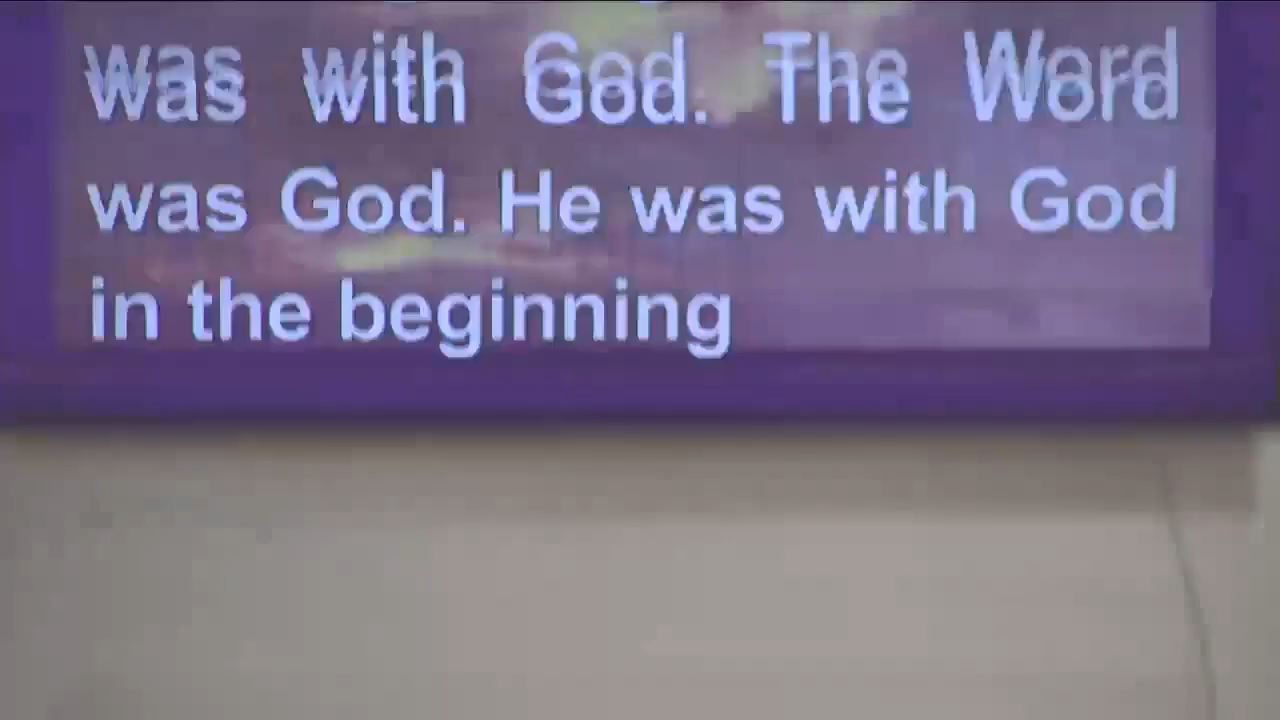 was with God. The Word
was God. He was with God
in the beginning